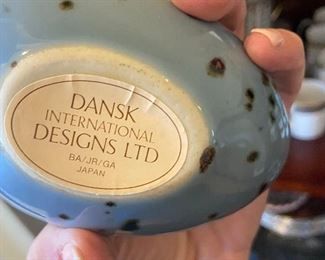 DANSK
INTERNATIONAL
DESIGNS LTD
BA/JR/GA
JAPAN